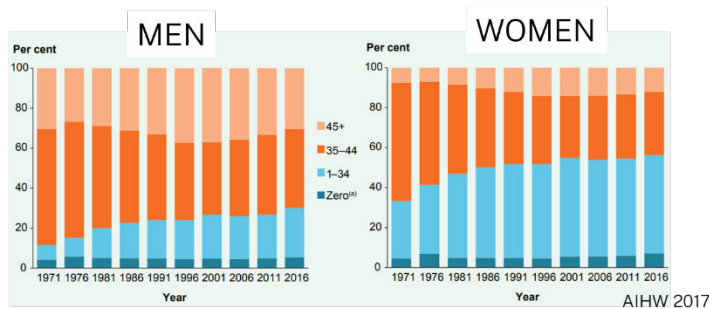 MEN
Per cent
100
80
60
40
20
0
1971 1976 1981 1986 1991 1996 2001 2006 2011 2016
Year
45+
35–44
1–34
Zero(a)
WOMEN
Per cent
100
80
60
40
20
0
1971 1976 1981 1986 1991 1996 2001 2006 2011 2016
Year
AIHW 2017